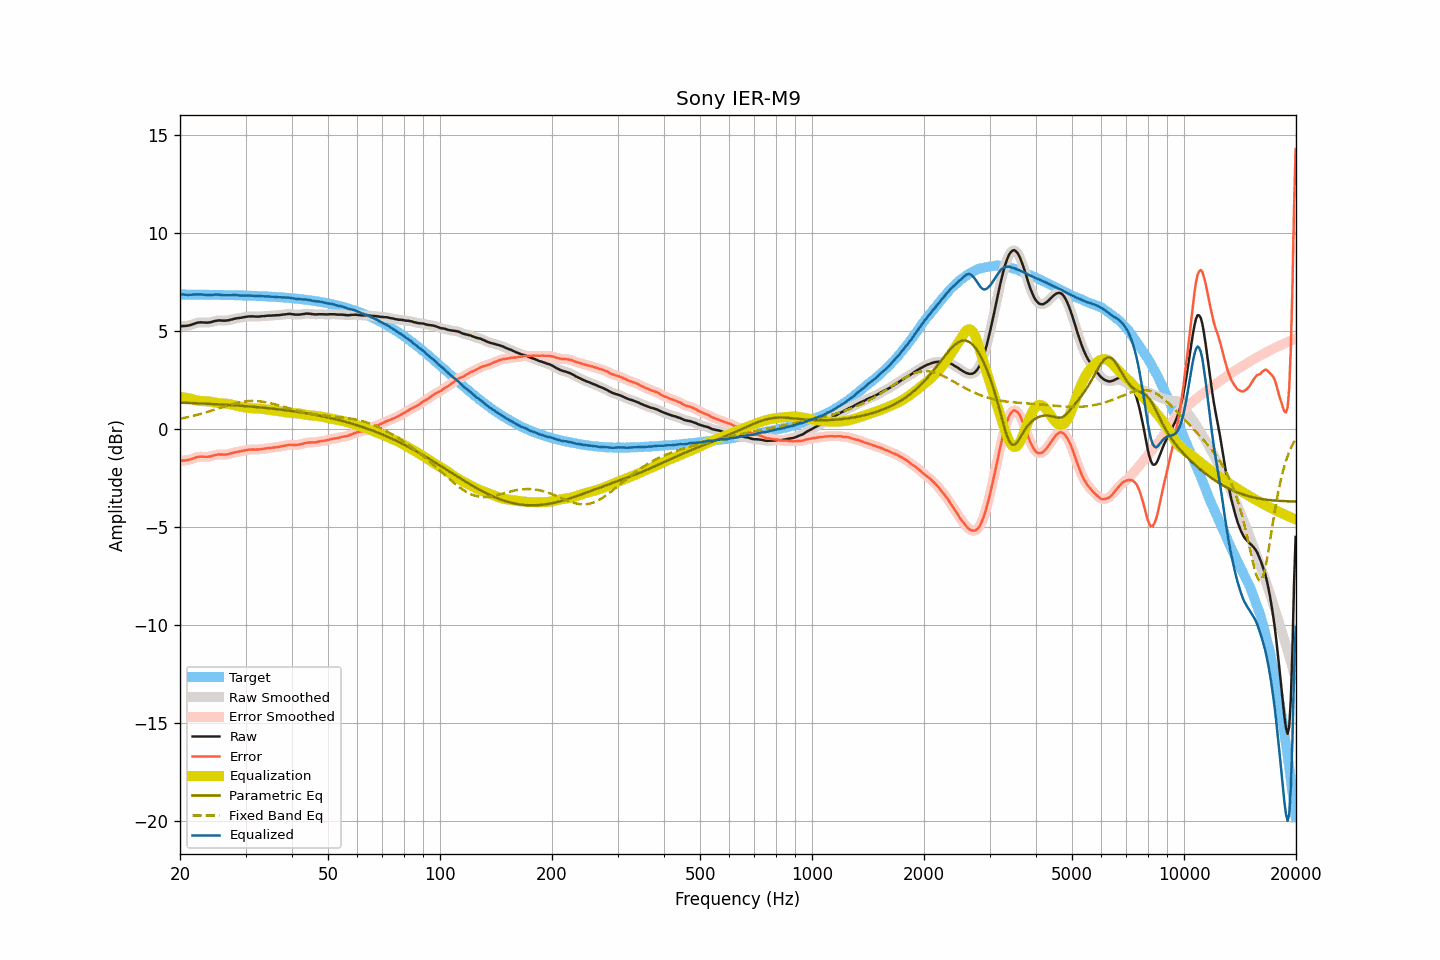 Sony IER-M9
15
10
5
0
−5
−10
−15
−20
Amplitude (dBr)
Target
Raw Smoothed
Error Smoothed
Raw
Error
Equalization
Parametric Eq
Fixed Band Eq
Equalized
20 50 100 200 500 1000 2000 5000 10000 20000
Frequency (Hz)